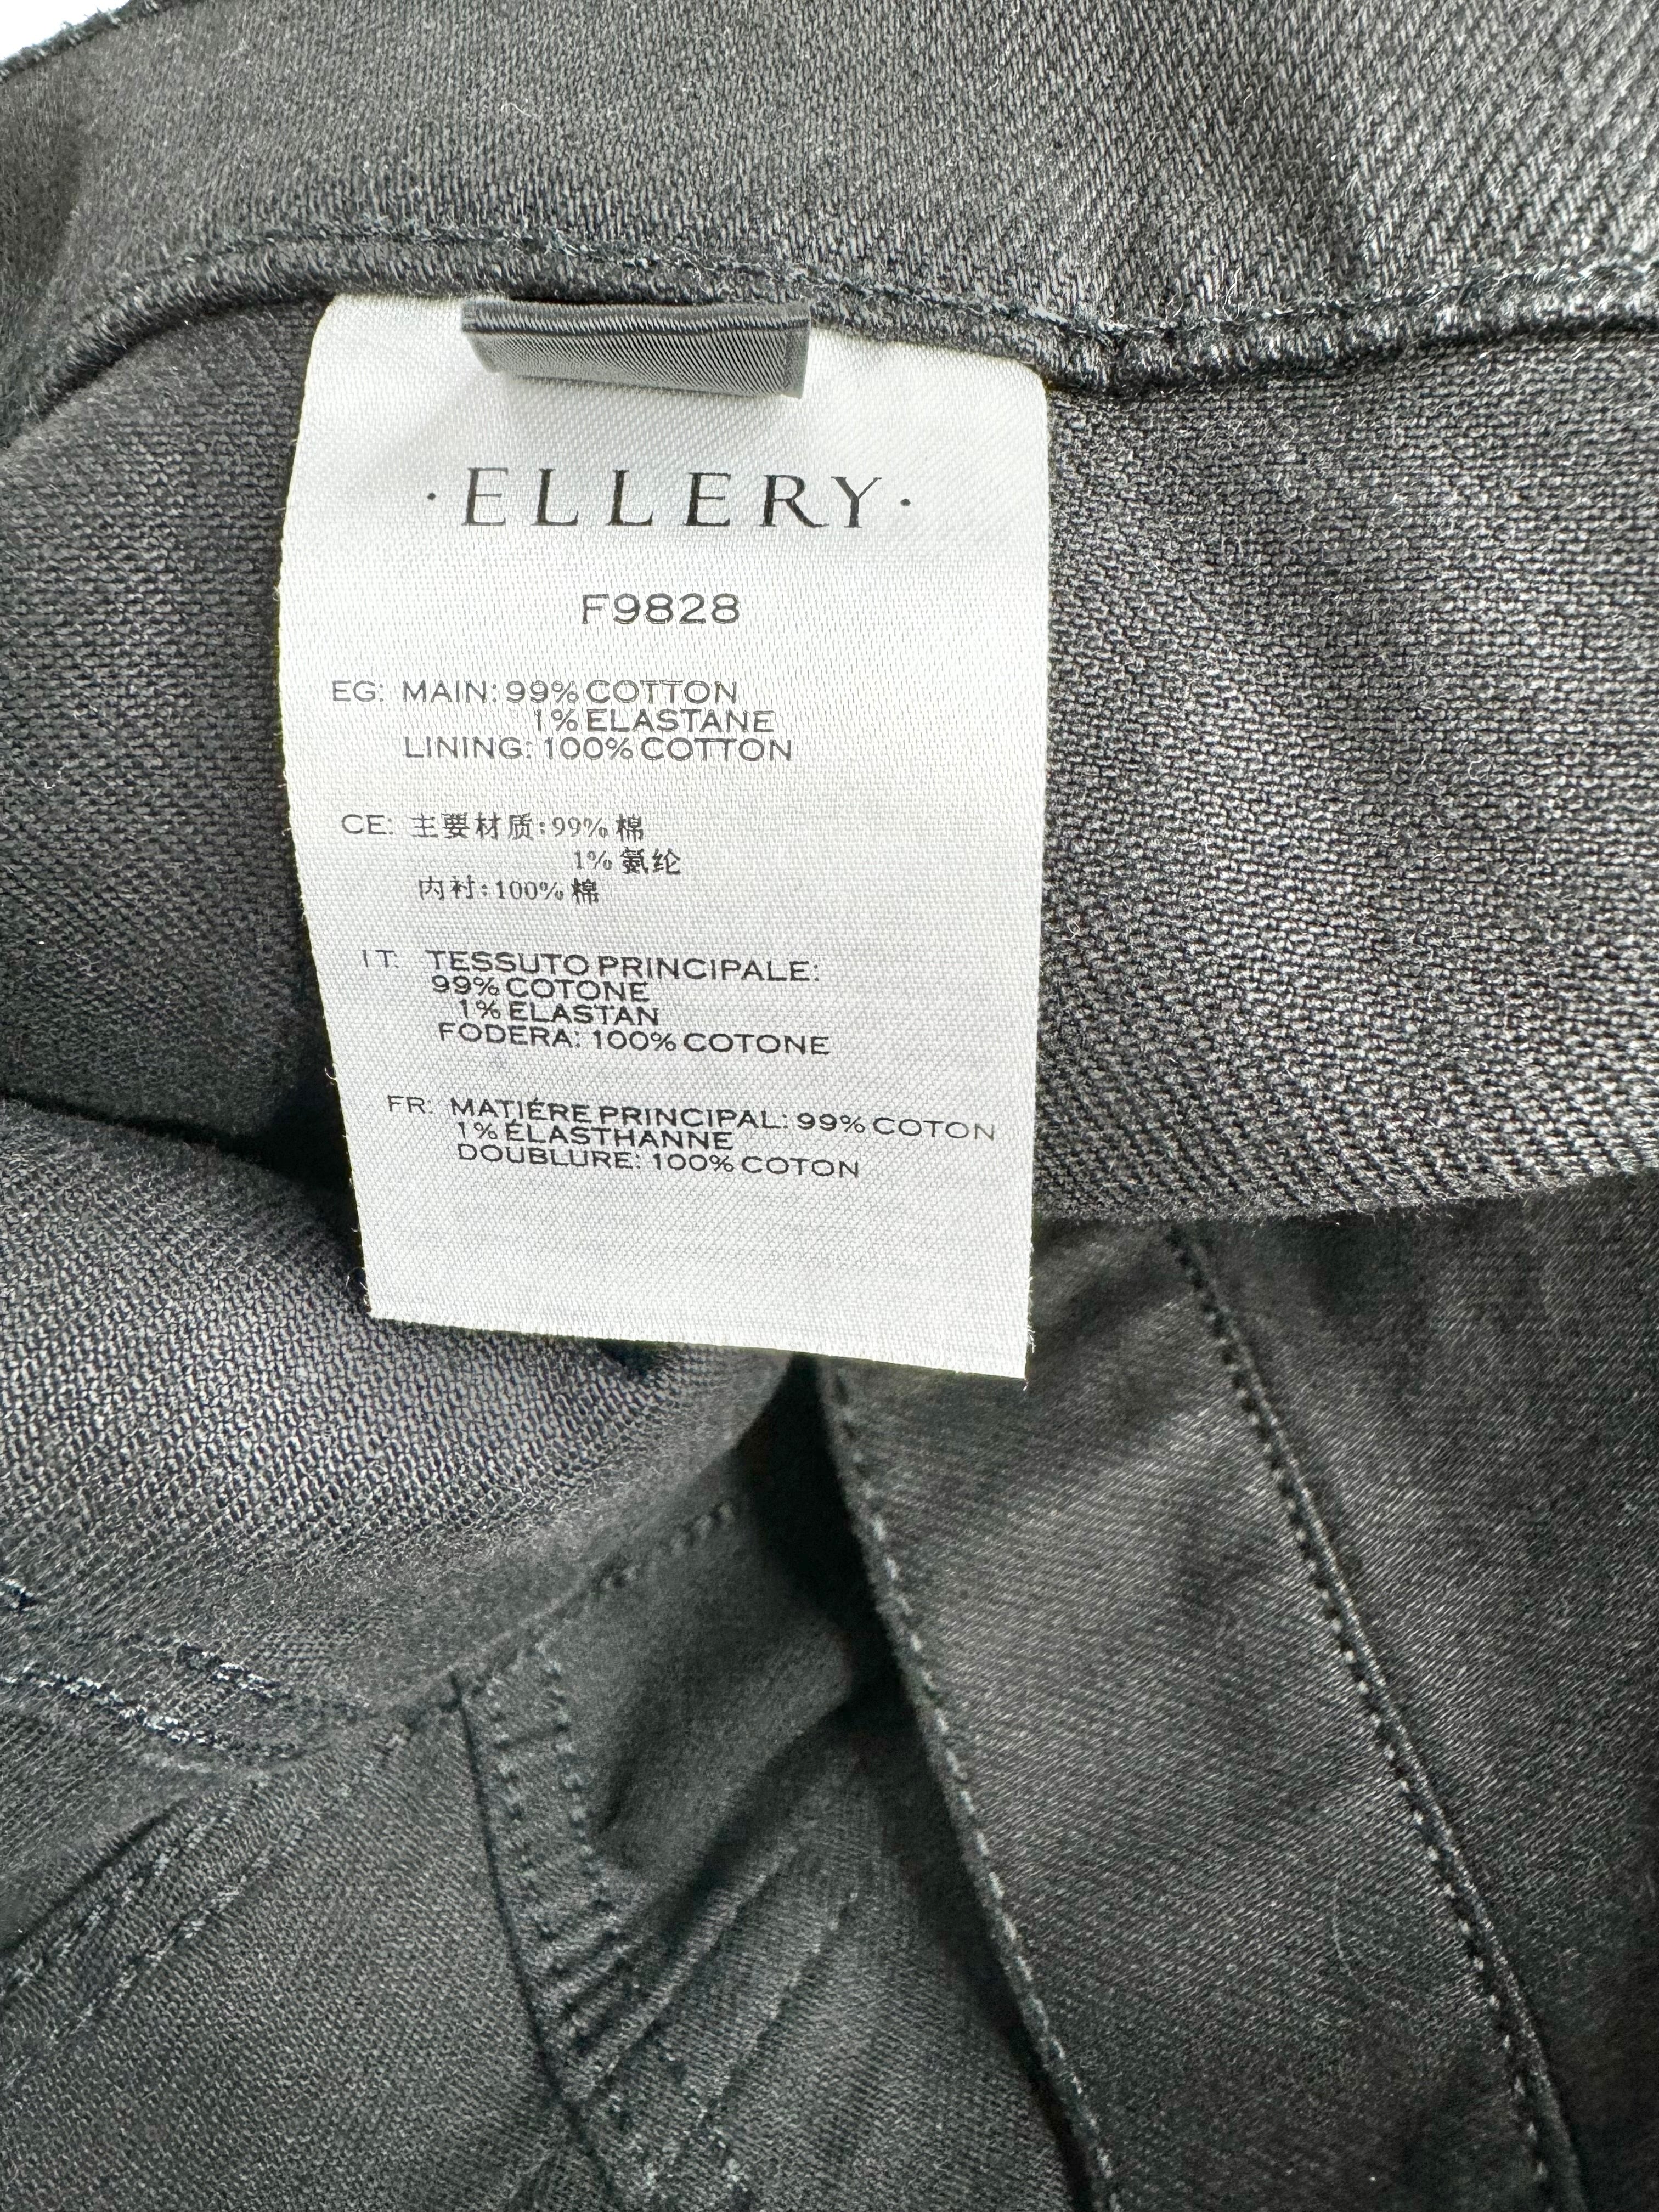 ·ELLERY·
F9828
EG: MAIN: 99% COTTON
1% ELASTANE
LINING: 100% COTTON
CE: 主要材质:99% 棉
1% 氨纶
内衬:100% 棉
IT: TESSUTO PRINCIPALE:
99% COTONE
1% ELASTAN
FODERA: 100% COTONE
FR: MATIÉRE PRINCIPAL: 99% COTON
1% ÉLASTHANNE
DOUBLURE: 100% COTON